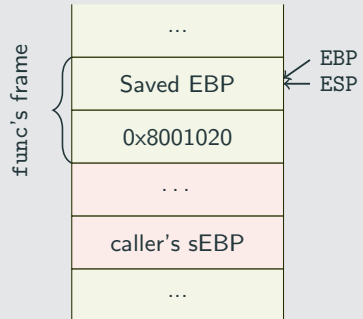 ...
EBP
Saved EBP
ESP
func's frame
0x8001020
...
caller's sEBP
...